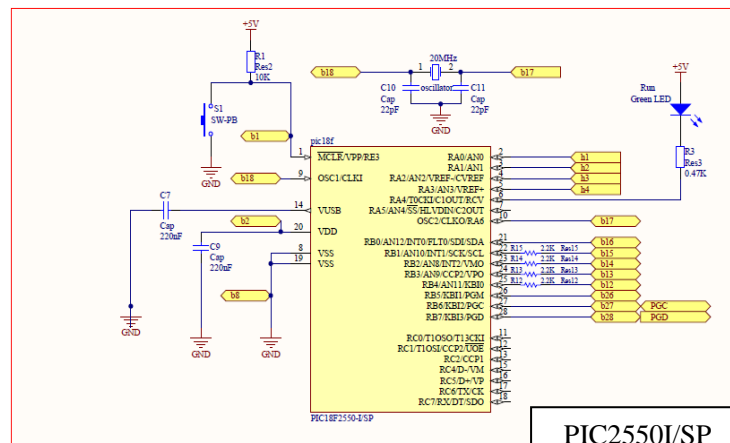 +5V
R1
Res2
10K
S1
SW-PB
GND
b1
b18
20MHz
1 2
b17
C10
Cap
22pF
oscillator
C11
Cap
22pF
GND
+5V
Run
Green LED
R3
Res3
0.47K
pic18f
1 MCLR/VPP/RE3
b18
9 OSC1/CLKI
C7
Cap
220nF
14 VUSB
b2
20 VDD
C9
Cap
220nF
8 VSS
19 VSS
b8
GND
GND
GND
RA0/AN0 2 h1
RA1/AN1 h2
RA2/AN2/VREF-/CVREF 4 h3
RA3/AN3/VREF+ h4
RA4/T0CKI/C1OUT/RCV 6
RA5/AN4/SS/HLVDIN/C2OUT
OSC2/CLKO/RA6 10 b17
RB0/AN12/INT0/FLT0/SDI/SDA 21 b16
RB1/AN10/INT1/SCK/SCL 22 R15 2.2K Res15 b15
RB2/AN8/INT2/VMO R14 2.2K Res14 b14
RB3/AN9/CCP2/VPO R13 2.2K Res13 b13
RB4/AN11/KBI0 R12 2.2K Res12 b12
RB5/KBI1/PGM b26
RB6/KBI2/PGC b27 PGC
RB7/KBI3/PGD b28 PGD
RC0/T1OSO/T13CKI 11
RC1/T1OSI/CCP2/UOE
RC2/CCP1
RC4/D-/VM
RC5/D+/VP
RC6/TX/CK
RC7/RX/DT/SDO 18
PIC18F2550-I/SP
PIC2550I/SP